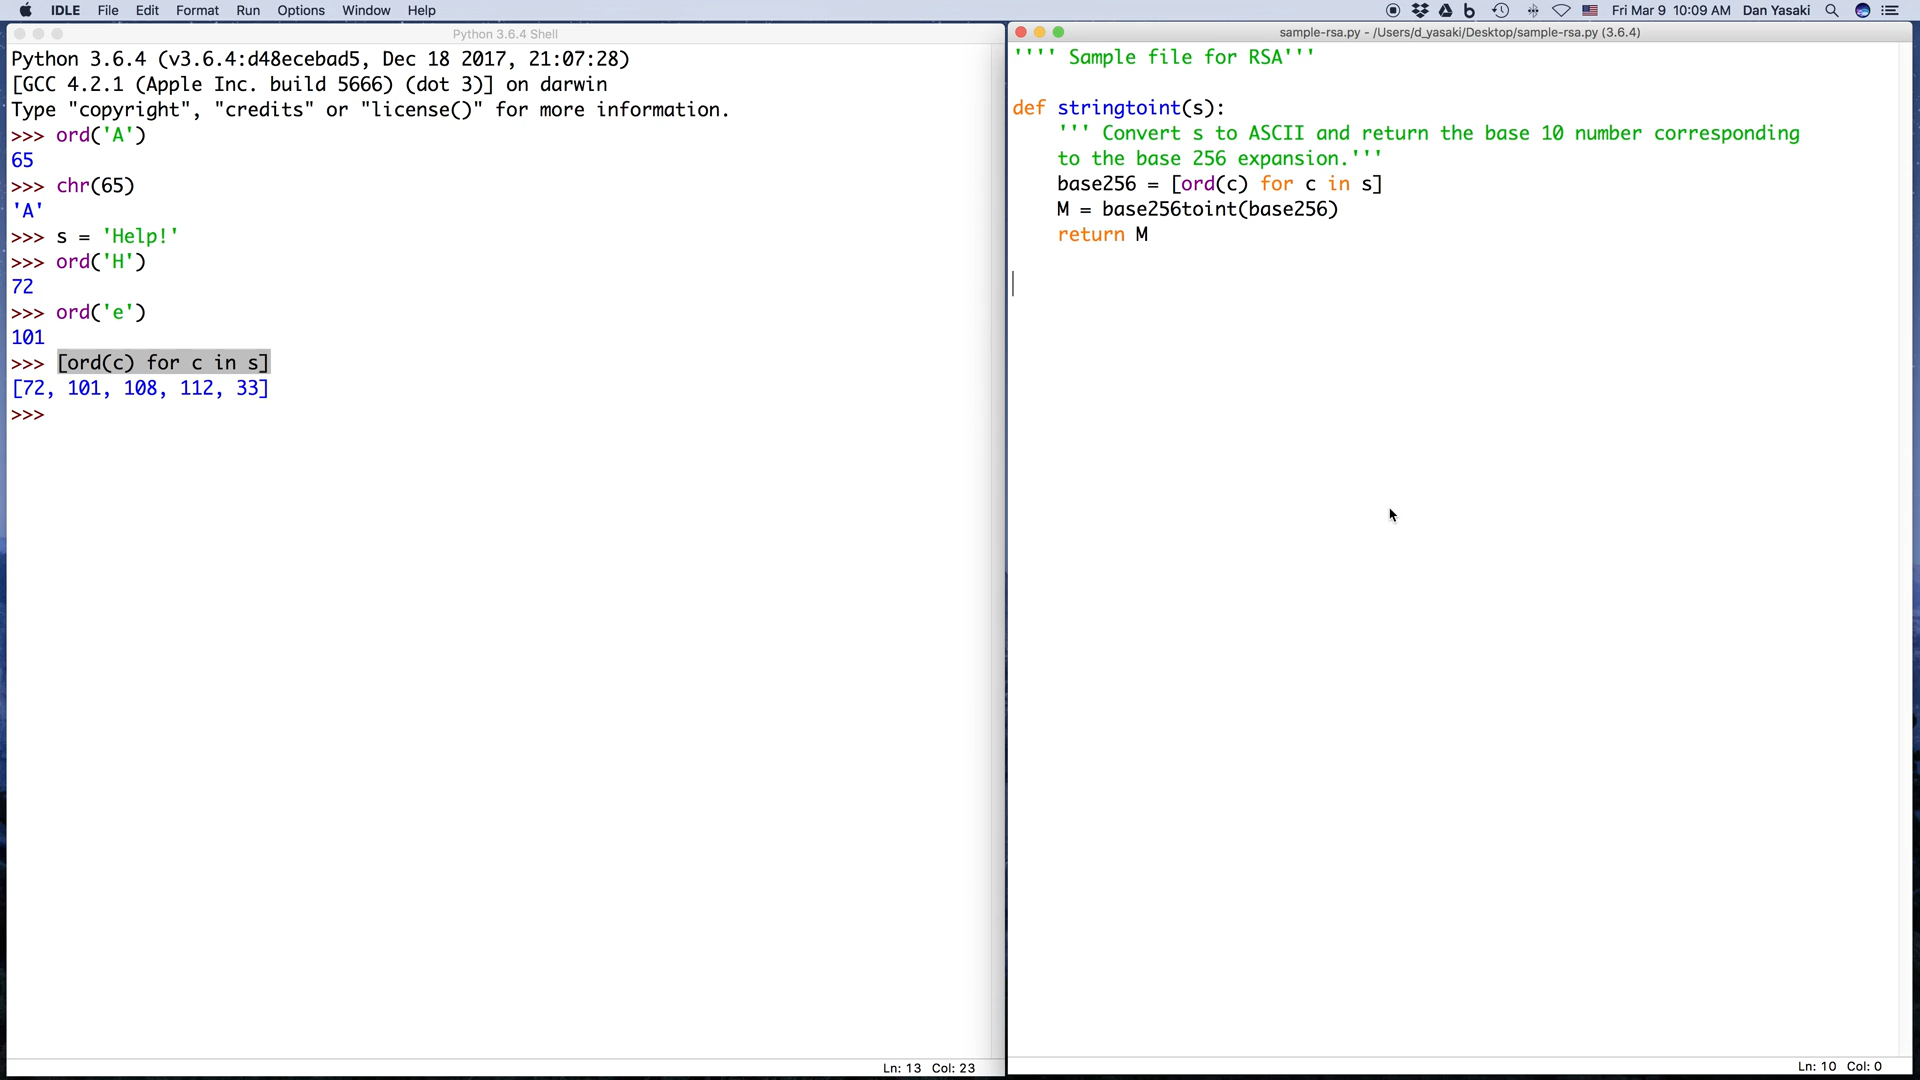 IDLE File Edit Format Run Options Window Help
Fri Mar 9 10:09 AM Dan Yasaki
Python 3.6.4 Shell
Python 3.6.4 (v3.6.4:d48ecebad5, Dec 18 2017, 21:07:28)
[GCC 4.2.1 (Apple Inc. build 5666) (dot 3)] on darwin
Type "copyright", "credits" or "license()" for more information.
>>> ord('A')
65
>>> chr(65)
'A'
>>> s = 'Help!'
>>> ord('H')
72
>>> ord('e')
101
>>> [ord(c) for c in s]
[72, 101, 108, 112, 33]
>>>
Ln: 13 Col: 23
sample-rsa.py - /Users/d_yasaki/Desktop/sample-rsa.py (3.6.4)
'''' Sample file for RSA'''
def stringtoint(s):
    ''' Convert s to ASCII and return the base 10 number corresponding
    to the base 256 expansion.'''
    base256 = [ord(c) for c in s]
    M = base256toint(base256)
    return M
Ln: 10 Col: 0